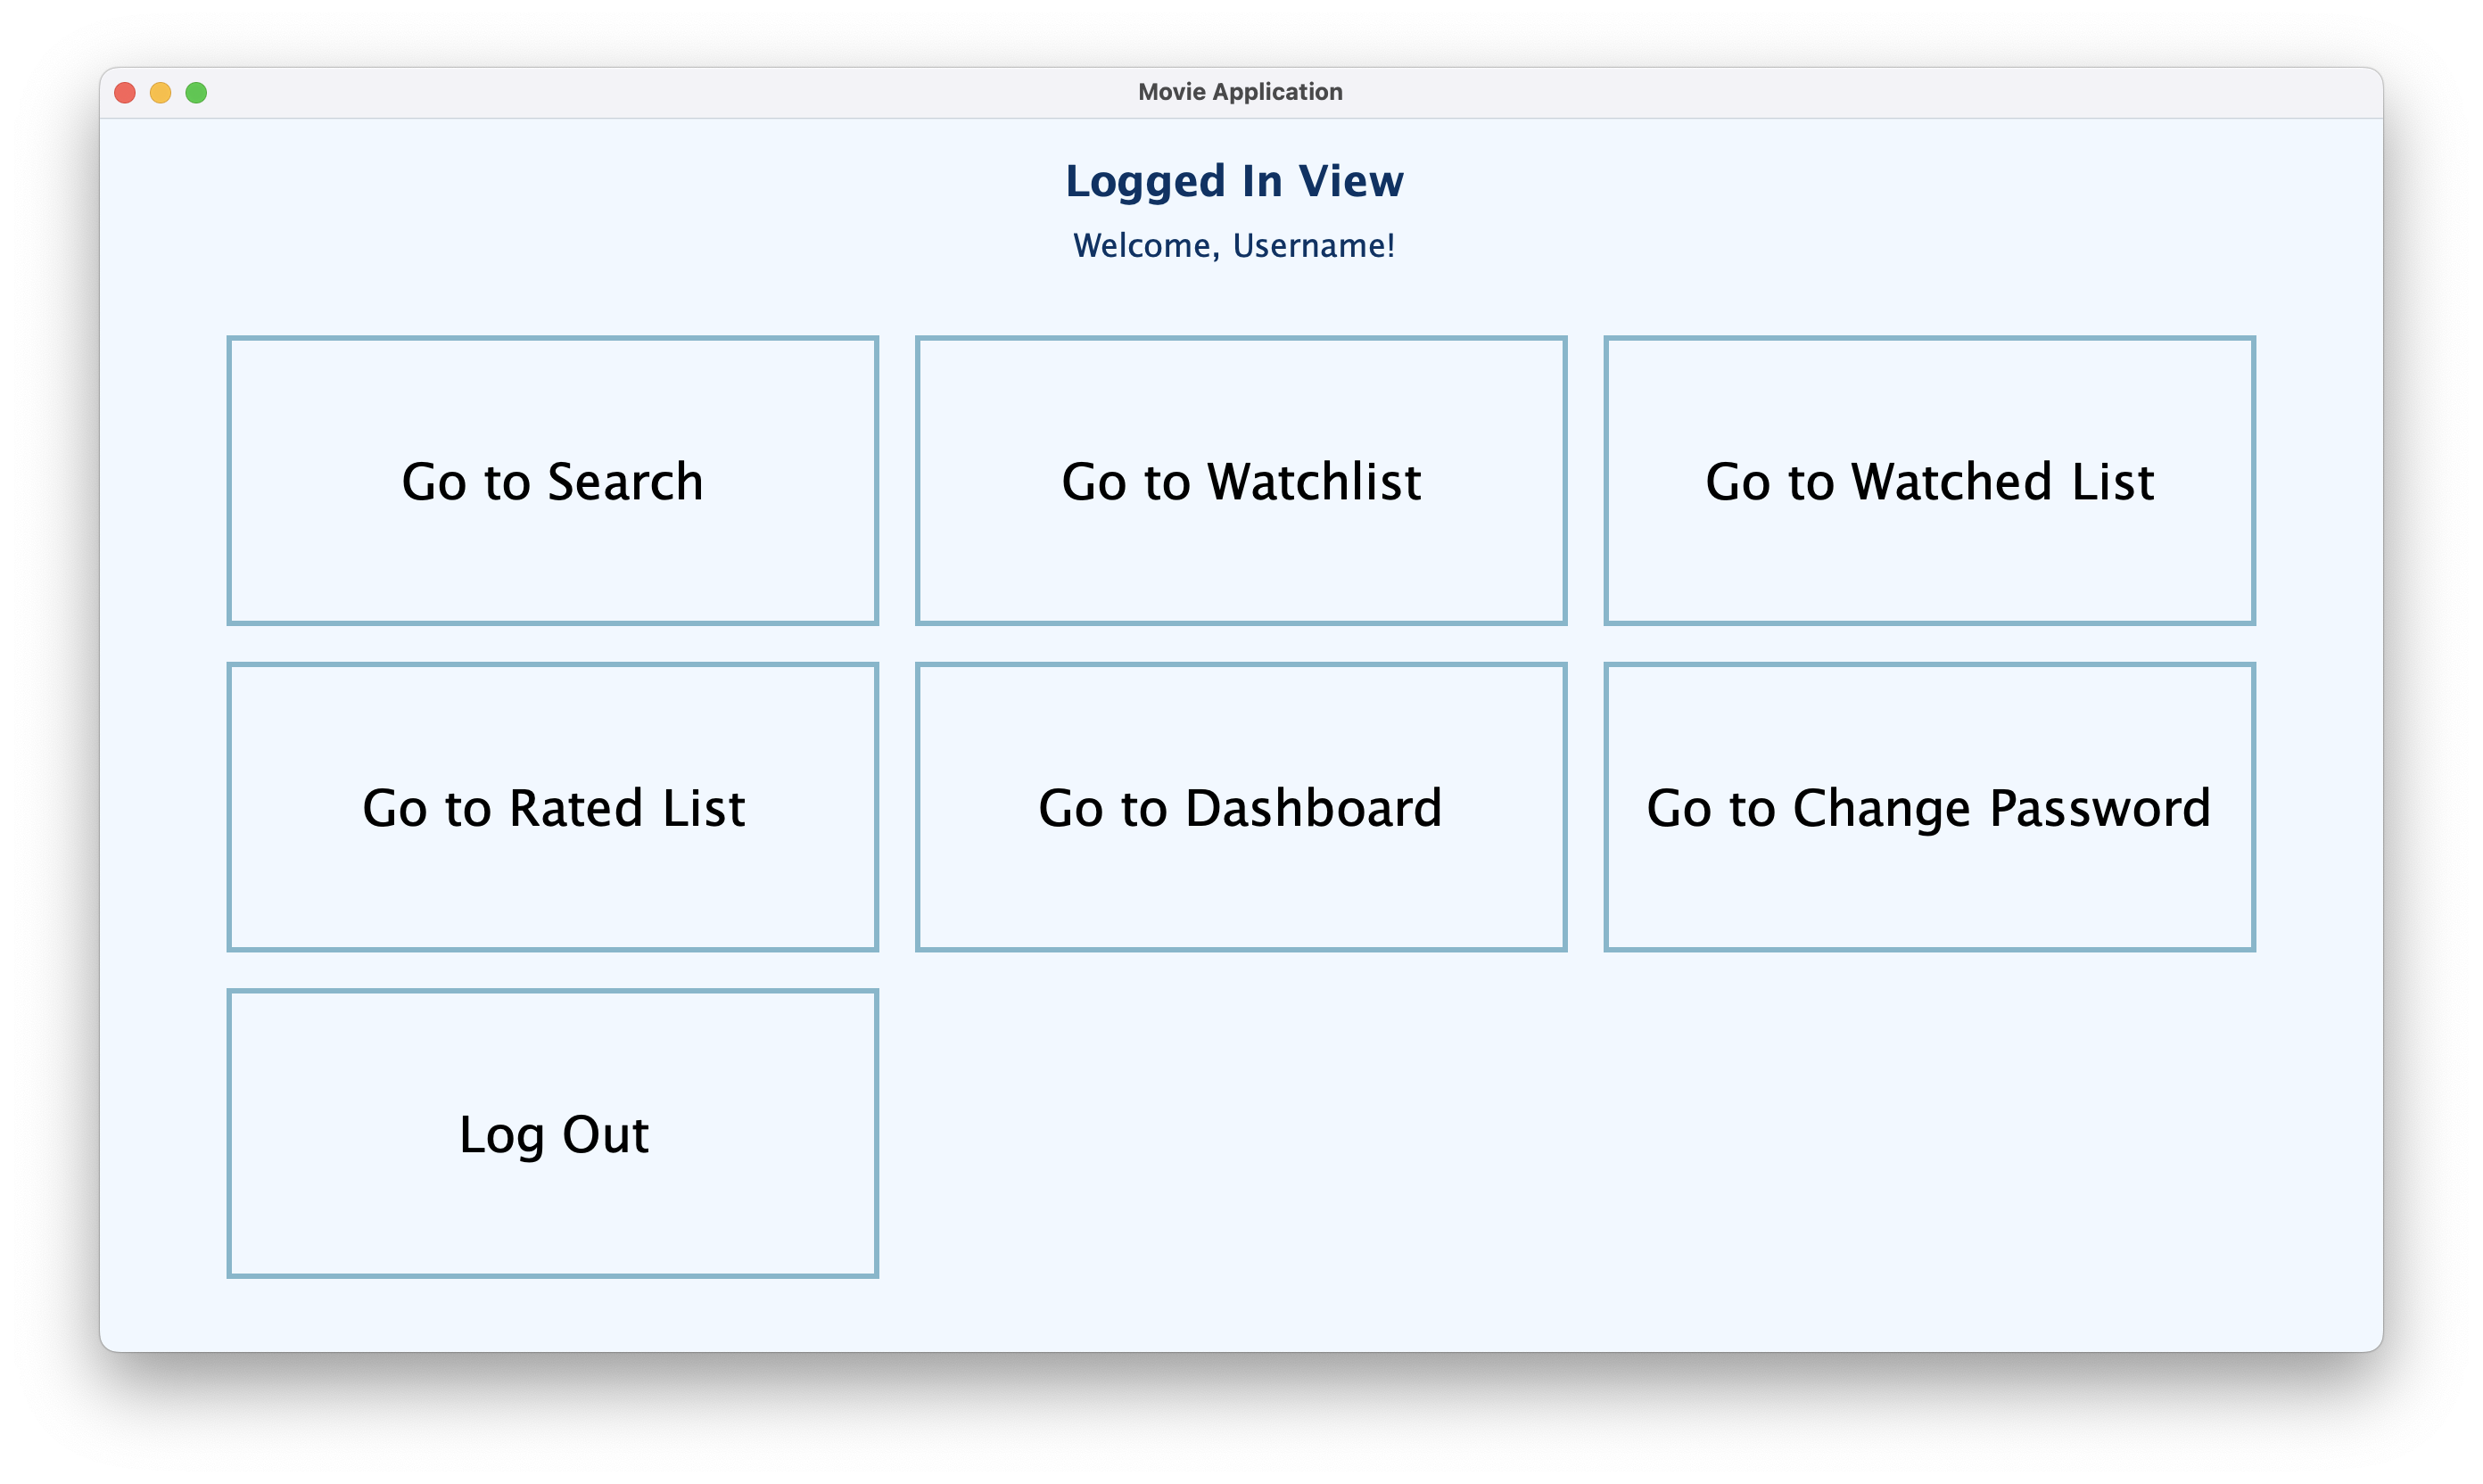 Movie Application
Logged In View
Welcome, Username!
Go to Search
Go to Watchlist
Go to Watched List
Go to Rated List
Go to Dashboard
Go to Change Password
Log Out